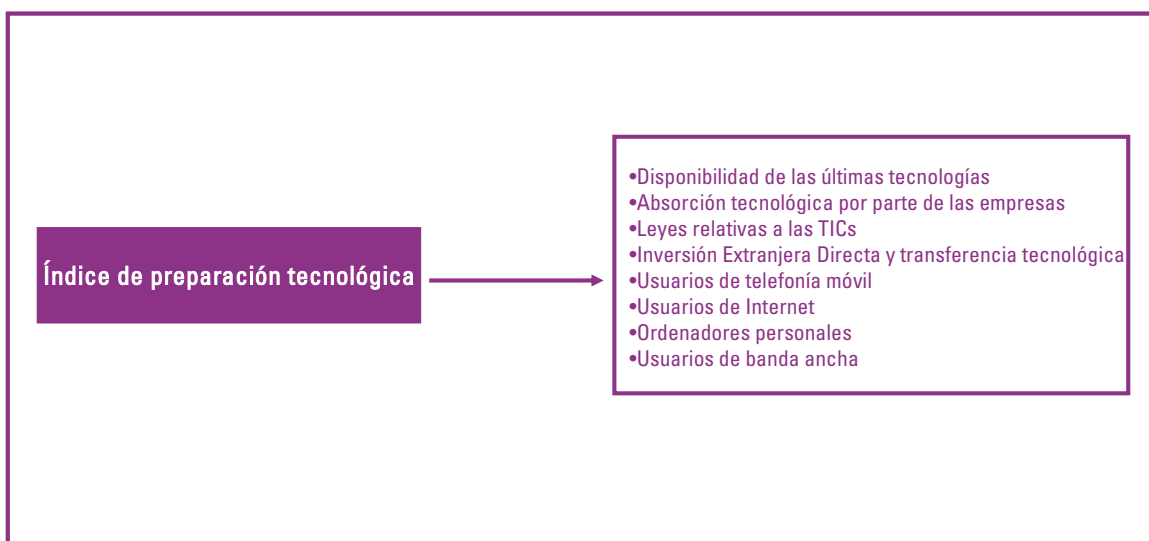 Índice de preparación tecnológica
•Disponibilidad de las últimas tecnologías
•Absorción tecnológica por parte de las empresas
•Leyes relativas a las TICs
•Inversión Extranjera Directa y transferencia tecnológica
•Usuarios de telefonía móvil
•Usuarios de Internet
•Ordenadores personales
•Usuarios de banda ancha